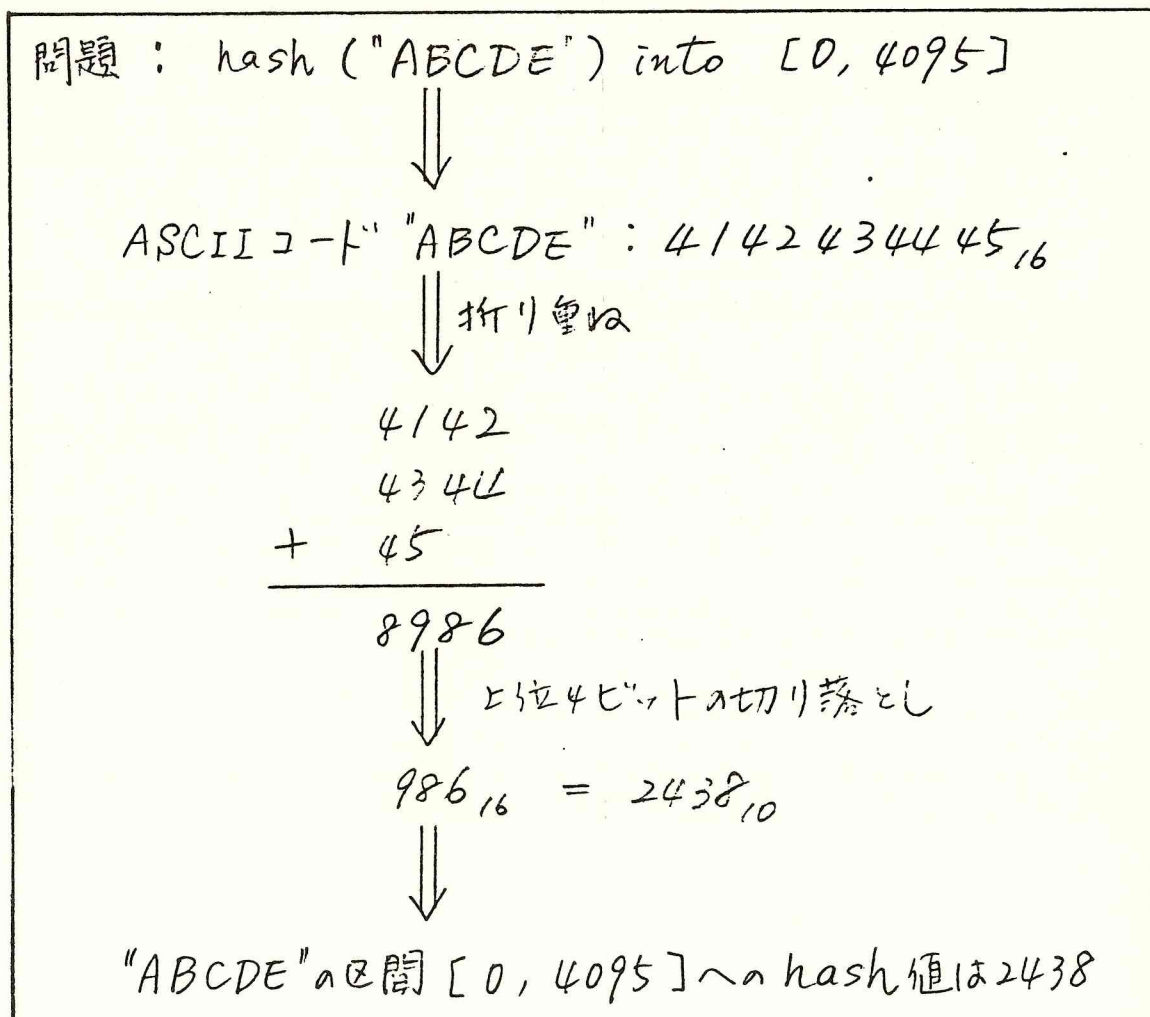 問題 : hash ("ABCDE") into [0, 4095]
ASCIIコード "ABCDE" : 4142434445₁₆
折り重ね
4142
4344
+ 45
8986
上位4ビットの切り落とし
986₁₆ = 2438₁₀
"ABCDE"の区間 [0, 4095]へのhash値は2438